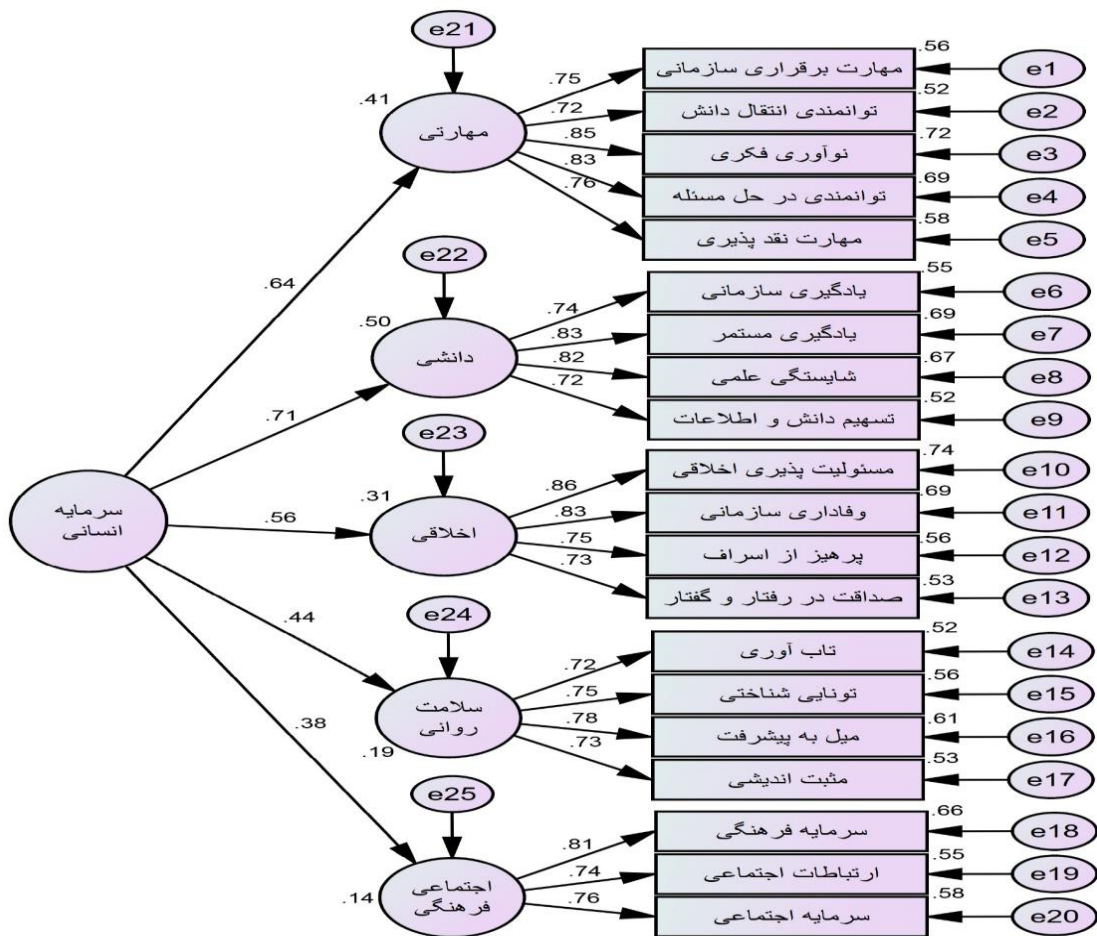 e21
.41
مهارتی
.75
.72
.85
.83
.76
مهارت برقراری سازمانی
.56
e1
توانمندی انتقال دانش
.52
e2
نوآوری فکری
.72
e3
توانمندی در حل مسئله
.69
e4
مهارت نقد پذیری
.58
e5
.64
e22
.50
دانشی
.74
.83
.82
.72
یادگیری سازمانی
.55
e6
یادگیری مستمر
.69
e7
شایستگی علمی
.67
e8
تسهیم دانش و اطلاعات
.52
e9
.71
سرمایه
انسانی
e23
.31
اخلاقی
.56
.86
.83
.75
.73
مسئولیت پذیری اخلاقی
.74
e10
وفاداری سازمانی
.69
e11
پرهیز از اسراف
.56
e12
صداقت در رفتار و گفتار
.53
e13
.44
e24
سلامت
روانی
.19
.72
.75
.78
.73
تاب آوری
.52
e14
تونایی شناختی
.56
e15
میل به پیشرفت
.61
e16
مثبت اندیشی
.53
e17
.38
e25
اجتماعی
فرهنگی
.14
.81
.74
.76
سرمایه فرهنگی
.66
e18
ارتباطات اجتماعی
.55
e19
سرمایه اجتماعی
.58
e20